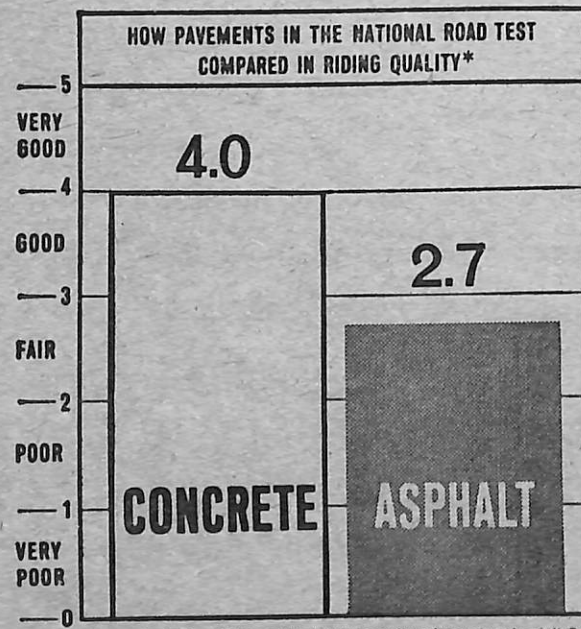 HOW PAVEMENTS IN THE NATIONAL ROAD TEST
COMPARED IN RIDING QUALITY*
5
VERY
GOOD
4.0
4
GOOD
2.7
3
FAIR
2
POOR
CONCRETE
ASPHALT
1
VERY
POOR
0